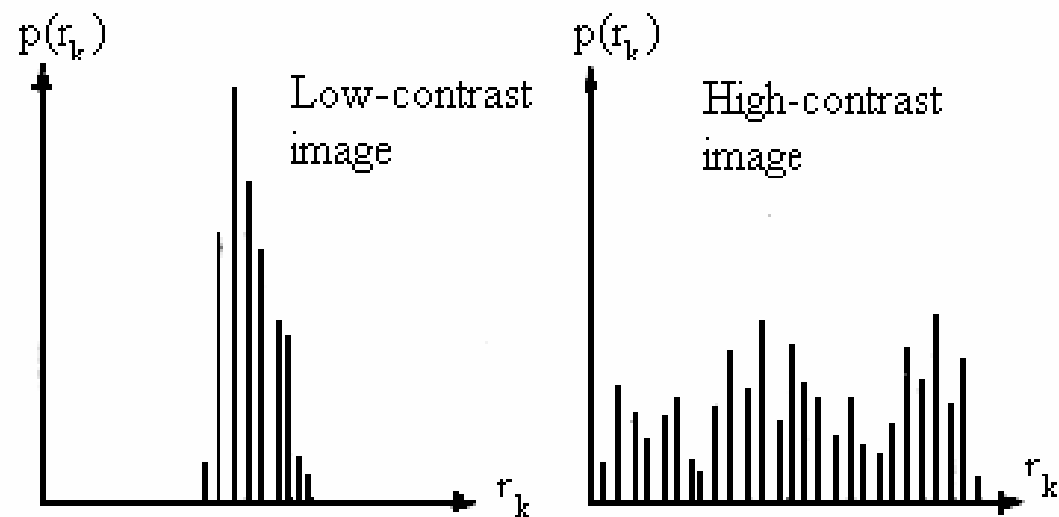 p(r_k)
Low-contrast
image
r_k
p(r_k)
High-contrast
image
r_k